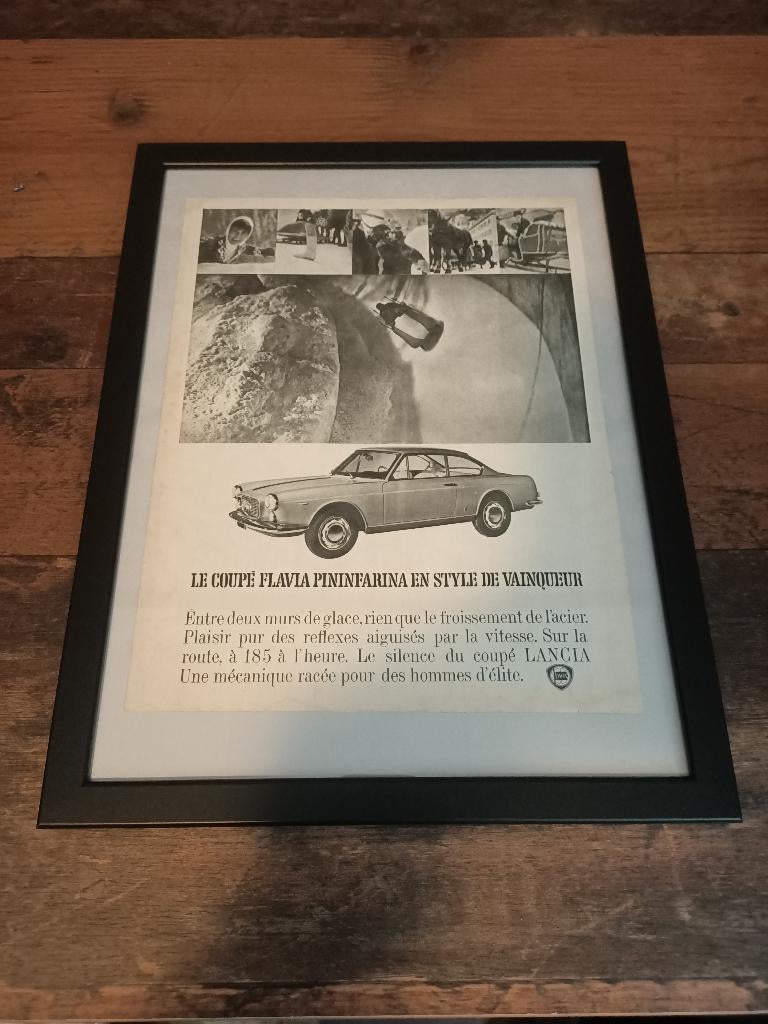 LE COUPÉ FLAVIA PININFARINA EN STYLE DE VAINQUEUR
Entre deux murs de glace, rien que le froissement de l'acier.
Plaisir pur des reflexes aiguisés par la vitesse. Sur la
route, à 185 à l'heure. Le silence du coupé LANCIA
Une mécanique racée pour des hommes d'élite.